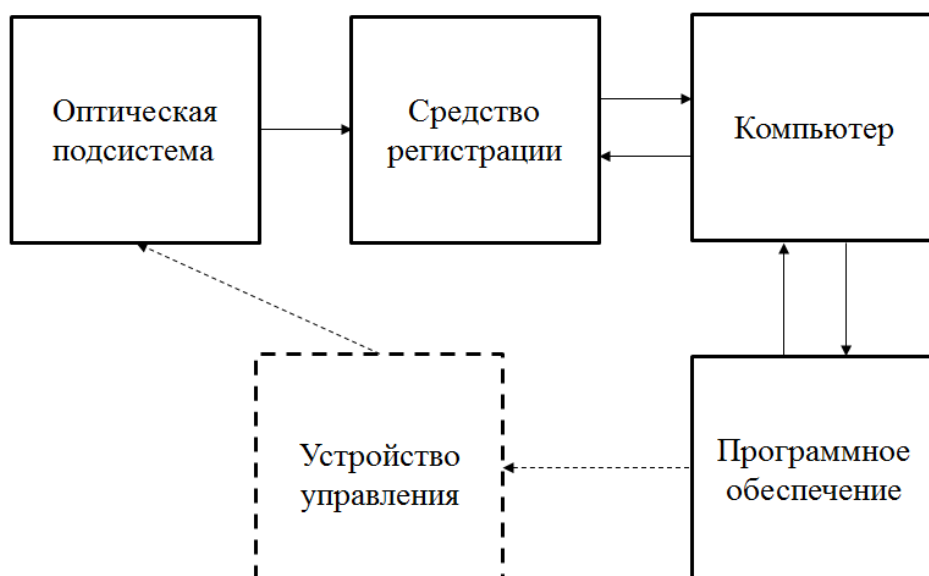 Оптическая
подсистема
Средство
регистрации
Компьютер
Устройство
управления
Программное
обеспечение